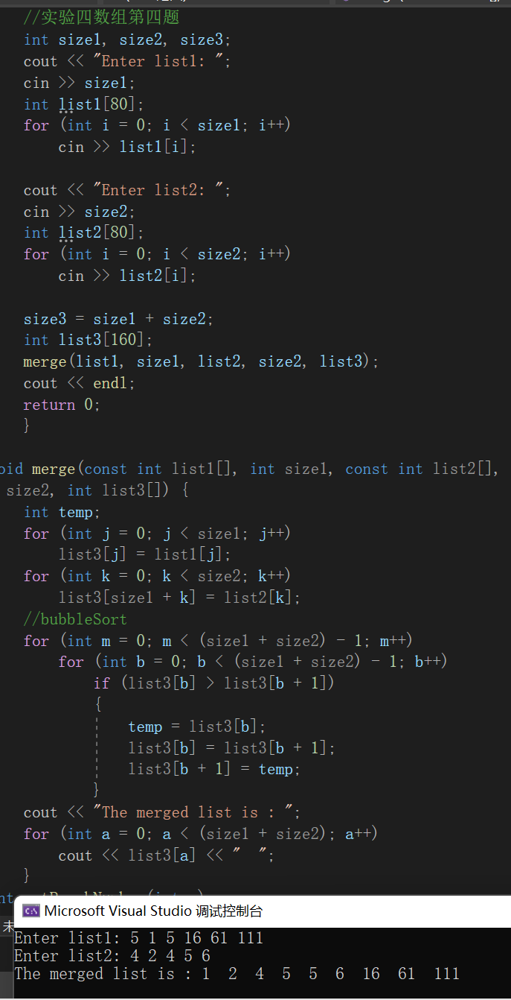 //实验四数组第四题
int size1, size2, size3;
cout << "Enter list1: ";
cin >> size1;
int list1[80];
for (int i = 0; i < size1; i++)
cin >> list1[i];
cout << "Enter list2: ";
cin >> size2;
int list2[80];
for (int i = 0; i < size2; i++)
cin >> list2[i];
size3 = size1 + size2;
int list3[160];
merge(list1, size1, list2, size2, list3);
cout << endl;
return 0;
}
oid merge(const int list1[], int size1, const int list2[],
size2, int list3[]) {
int temp;
for (int j = 0; j < size1; j++)
list3[j] = list1[j];
for (int k = 0; k < size2; k++)
list3[size1 + k] = list2[k];
//bubbleSort
for (int m = 0; m < (size1 + size2) - 1; m++)
for (int b = 0; b < (size1 + size2) - 1; b++)
if (list3[b] > list3[b + 1])
{
temp = list3[b];
list3[b] = list3[b + 1];
list3[b + 1] = temp;
}
cout << "The merged list is : ";
for (int a = 0; a < (size1 + size2); a++)
cout << list3[a] << "  ";
}
Microsoft Visual Studio 调试控制台
未
Enter list1: 5 1 5 16 61 111
Enter list2: 4 2 4 5 6
The merged list is : 1  2  4  5  5  6  16  61  111